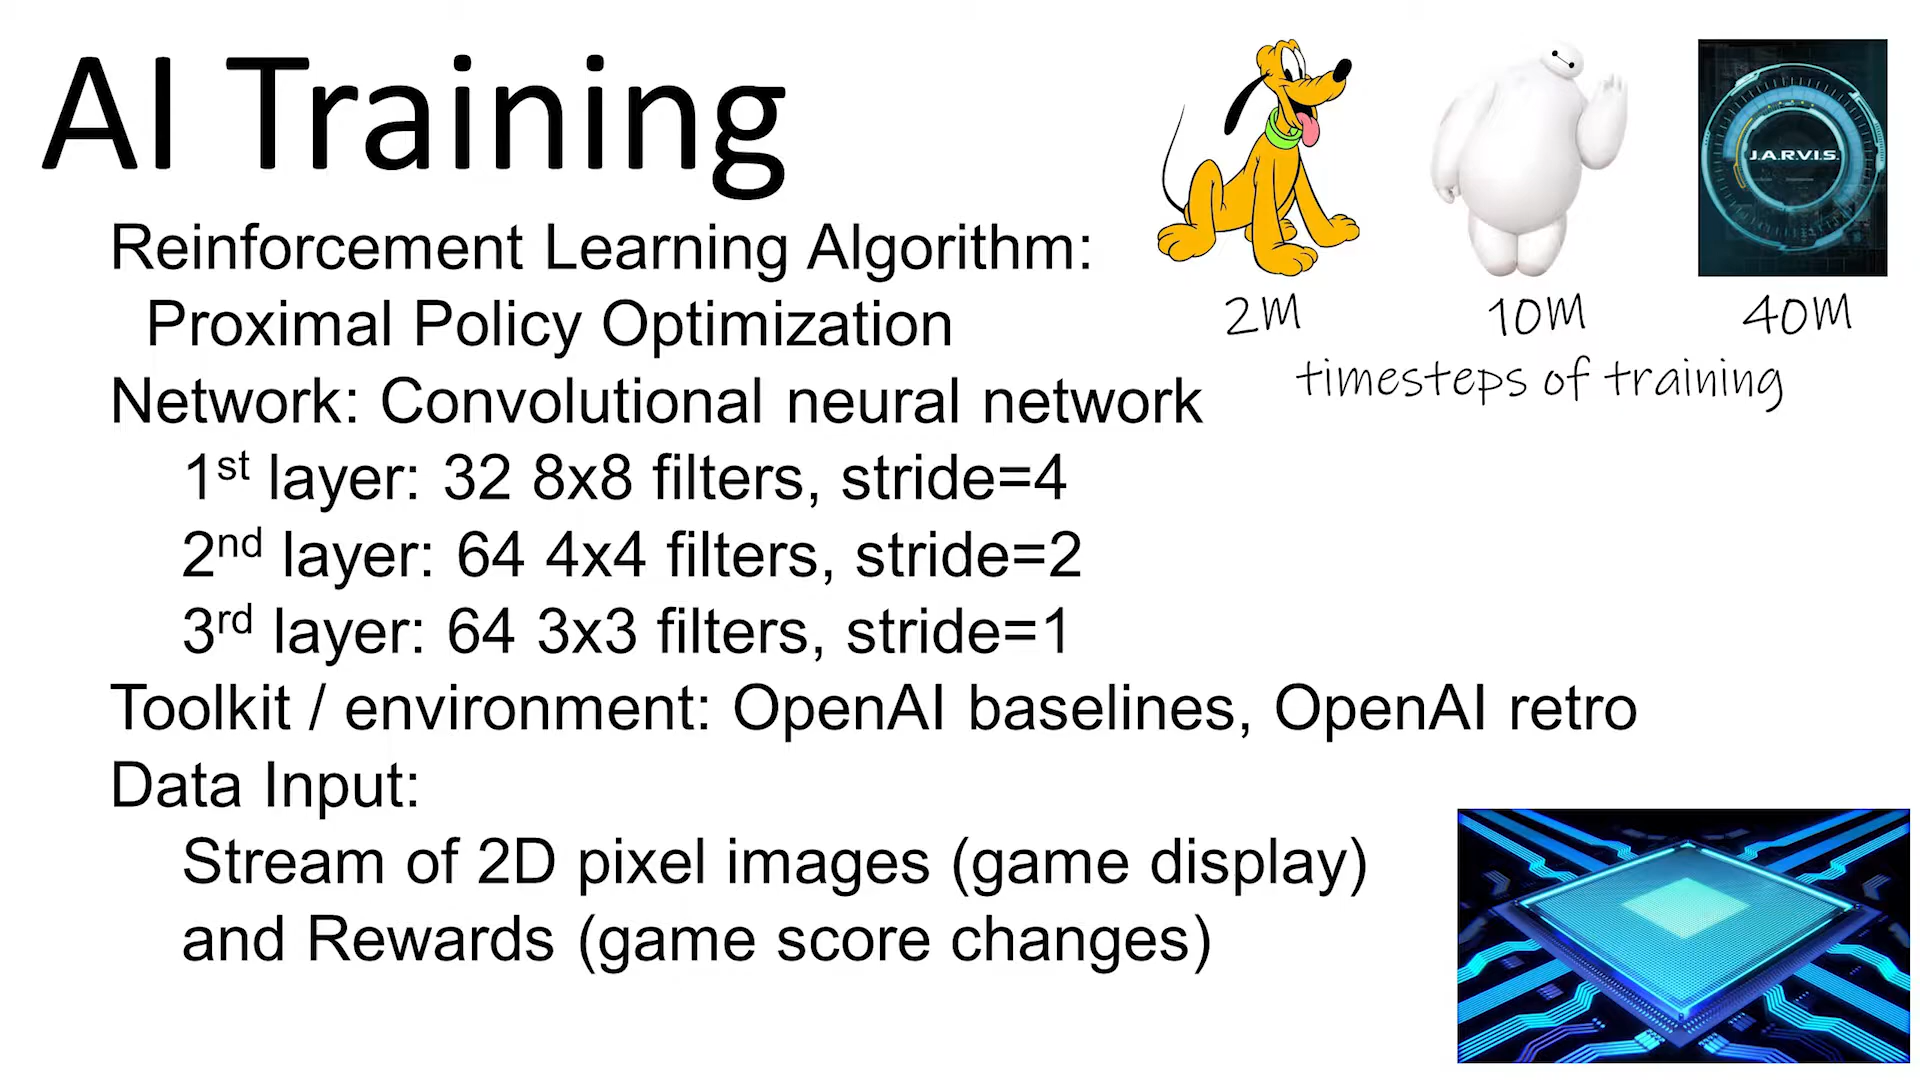 AI Training
J.A.R.V.I.S.
2M 10M 40M
timesteps of training
Reinforcement Learning Algorithm:
Proximal Policy Optimization
Network: Convolutional neural network
1st layer: 32 8x8 filters, stride=4
2nd layer: 64 4x4 filters, stride=2
3rd layer: 64 3x3 filters, stride=1
Toolkit / environment: OpenAI baselines, OpenAI retro
Data Input:
Stream of 2D pixel images (game display)
and Rewards (game score changes)